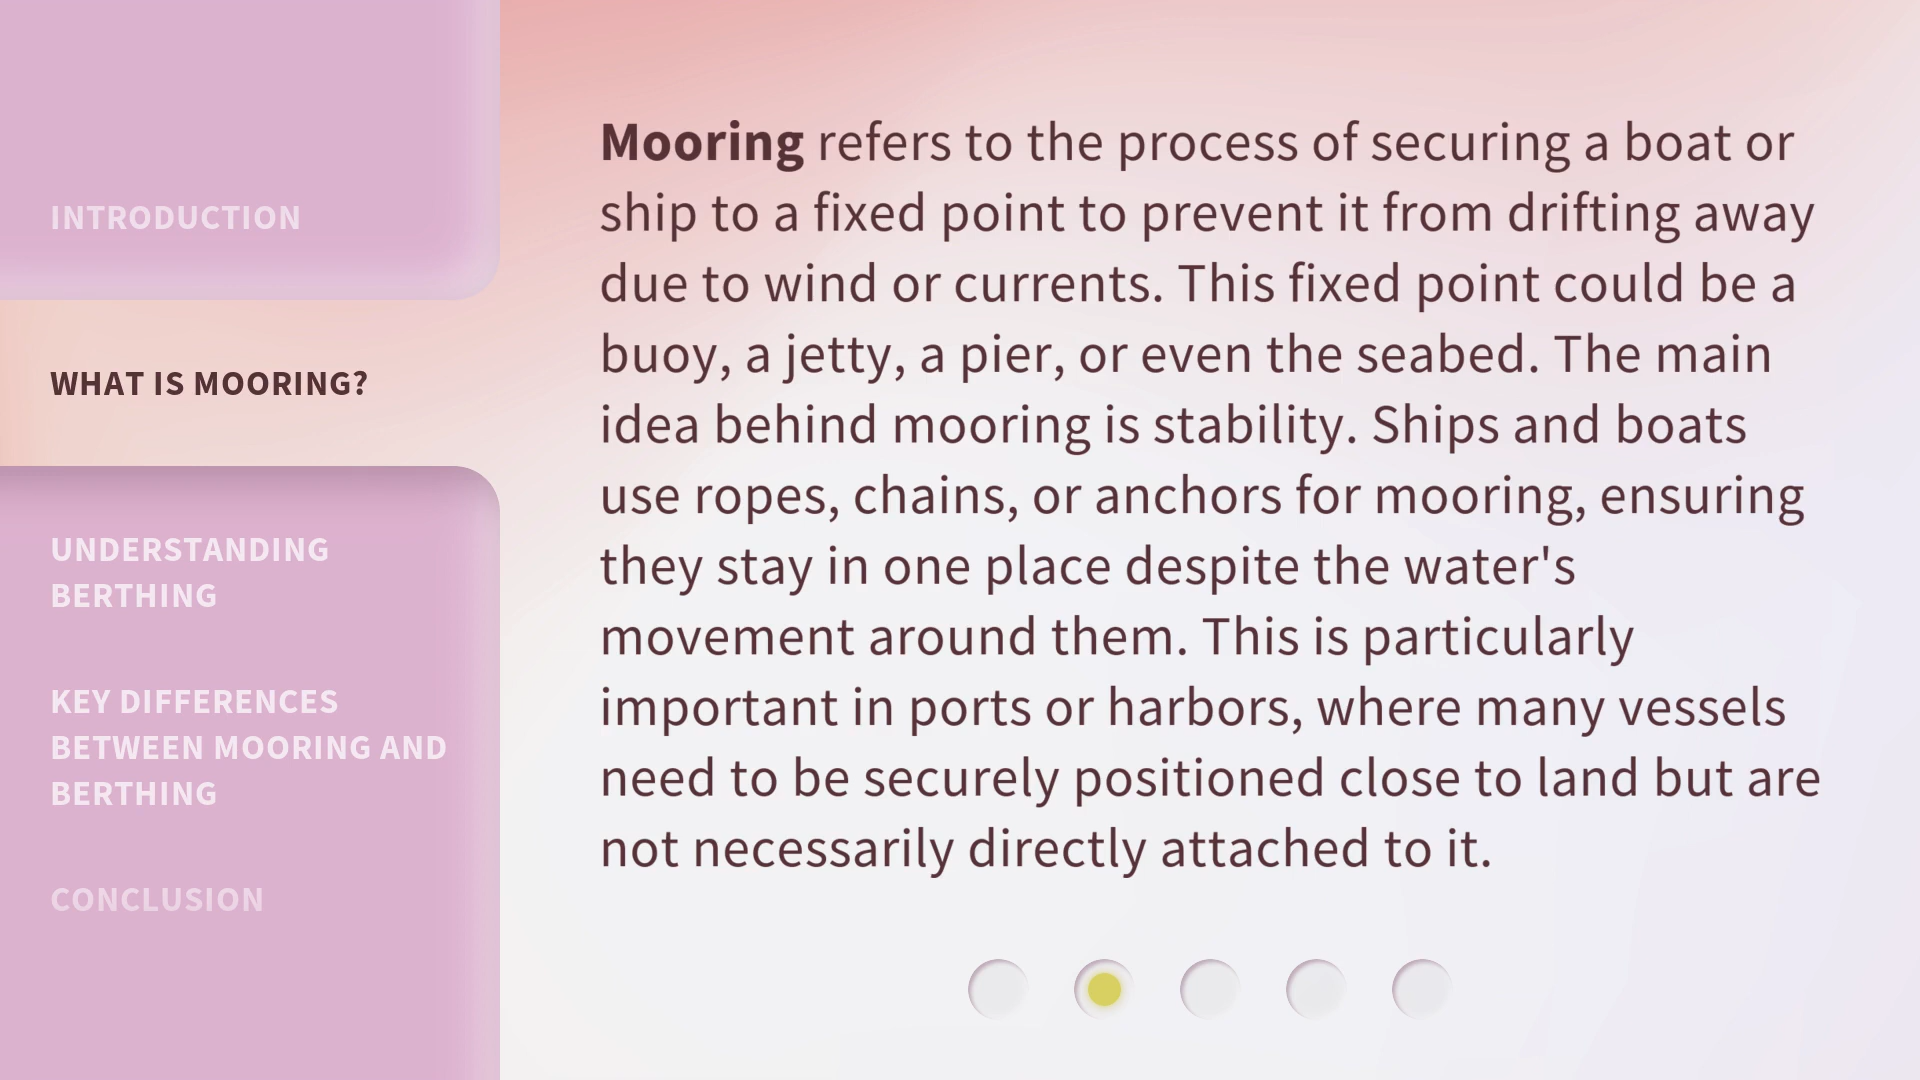 INTRODUCTION
WHAT IS MOORING?
UNDERSTANDING
BERTHING
KEY DIFFERENCES
BETWEEN MOORING AND
BERTHING
CONCLUSION
Mooring refers to the process of securing a boat or
ship to a fixed point to prevent it from drifting away
due to wind or currents. This fixed point could be a
buoy, a jetty, a pier, or even the seabed. The main
idea behind mooring is stability. Ships and boats
use ropes, chains, or anchors for mooring, ensuring
they stay in one place despite the water's
movement around them. This is particularly
important in ports or harbors, where many vessels
need to be securely positioned close to land but are
not necessarily directly attached to it.